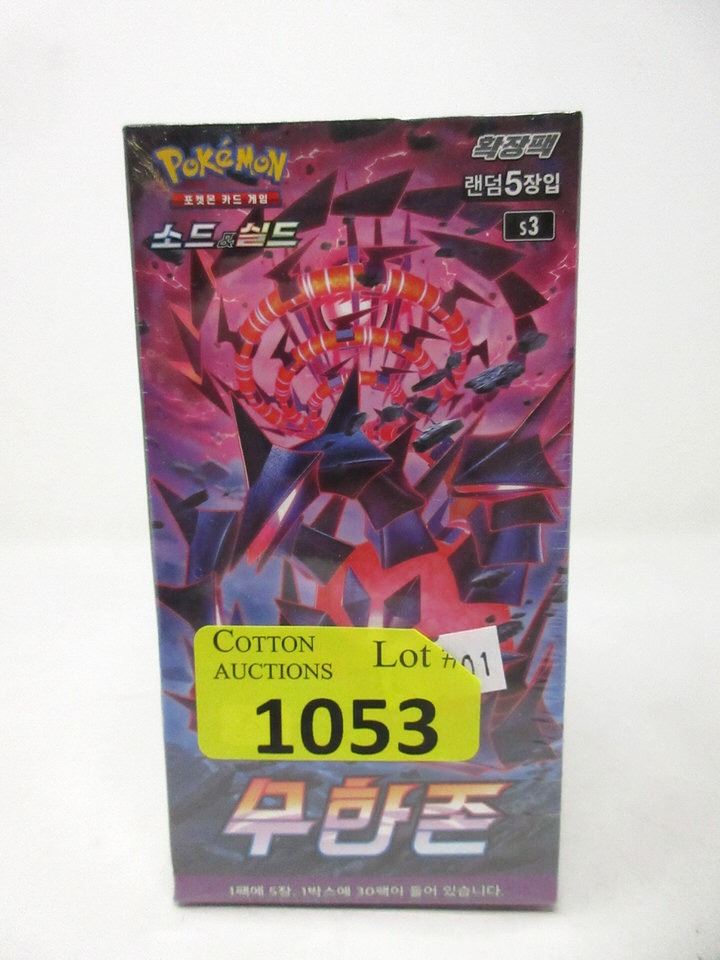 POKéMON
포켓몬 카드 게임
소드&실드
확장팩
랜덤5장입
s3
COTTON
AUCTIONS
Lot #
01
1053
무한존
1팩에 5장, 1박스에 30팩이 들어 있습니다.